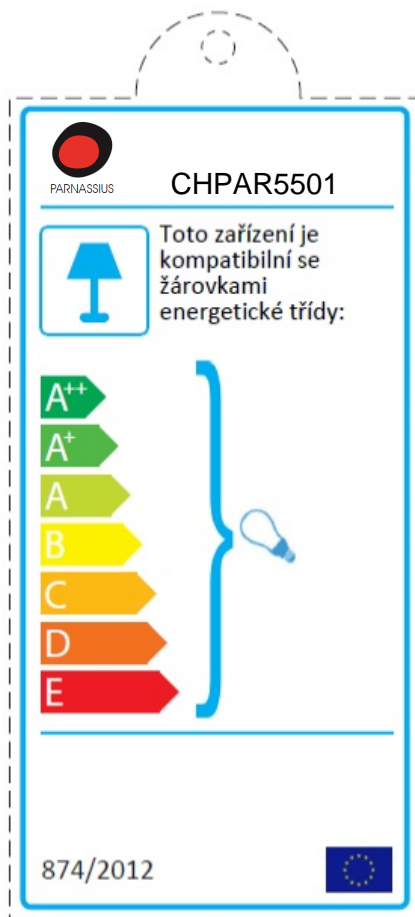 PARNASSIUS
CHPAR5501
Toto zařízení je
kompatibilní se
žárovkami
energetické třídy:
A++
A+
A
B
C
D
E
874/2012